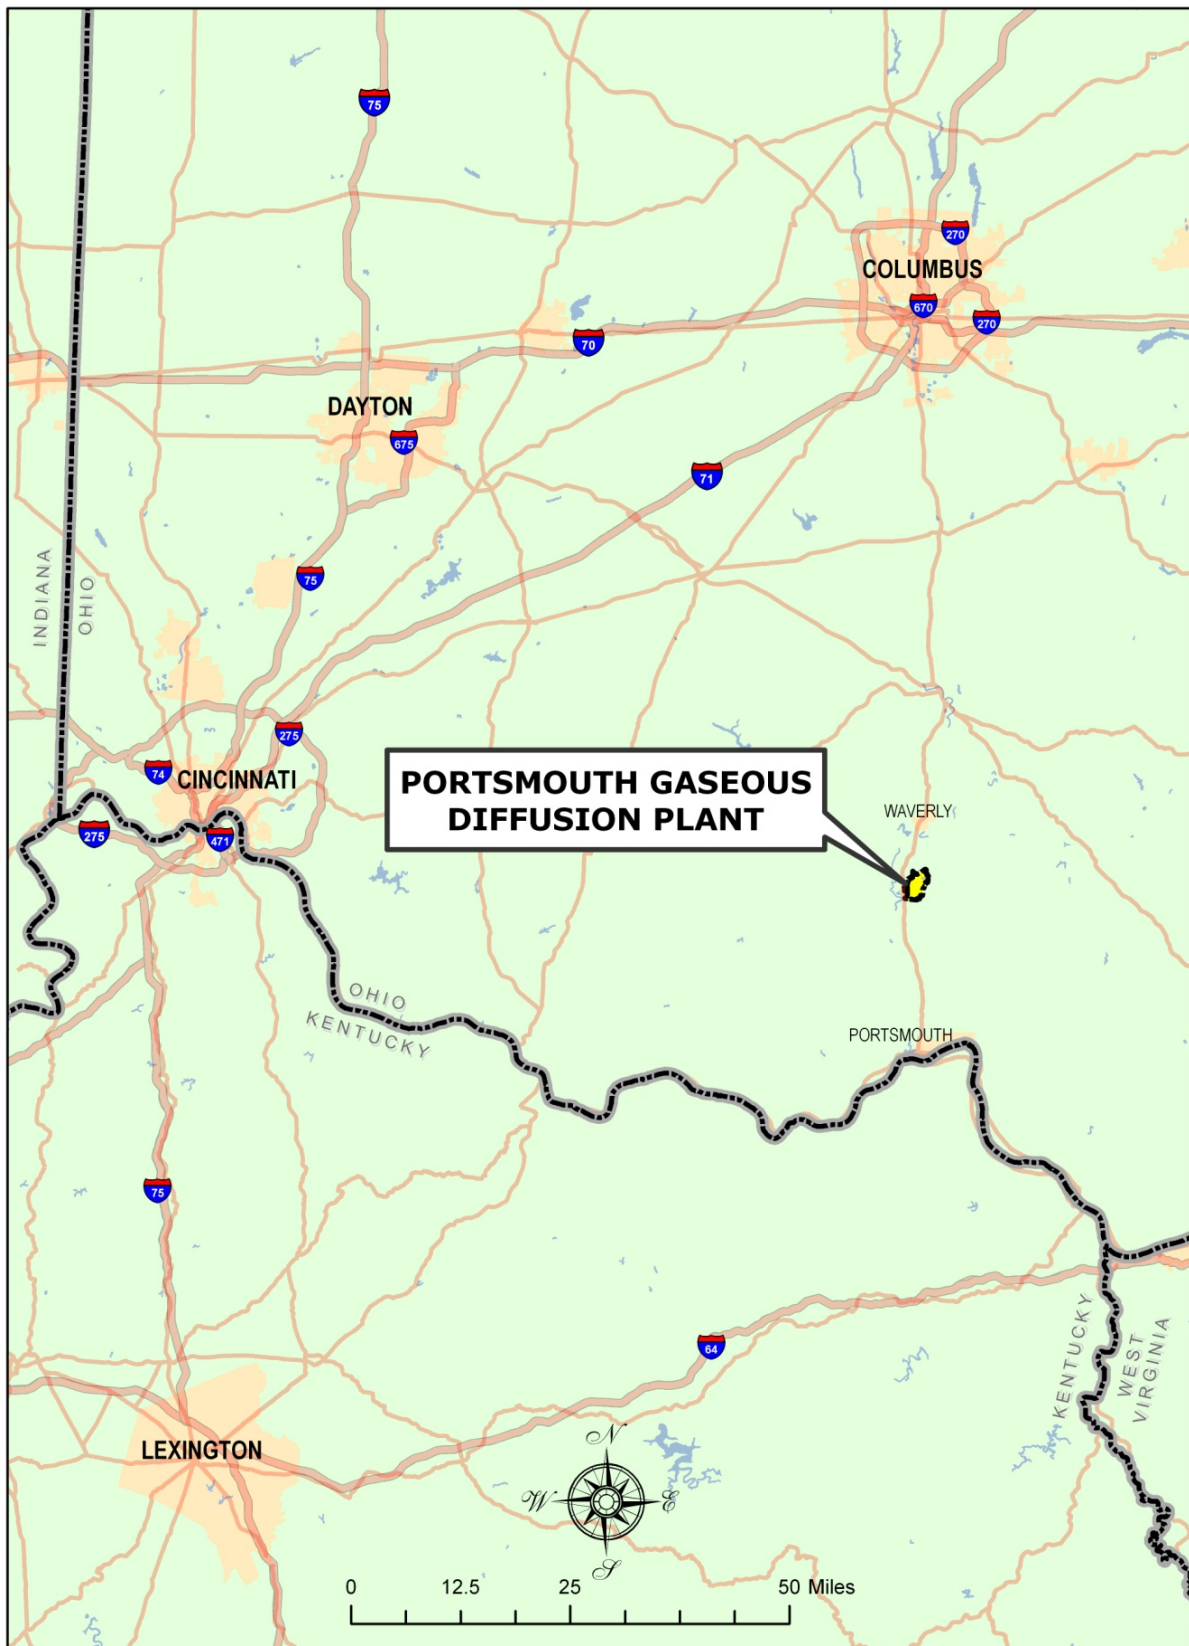 75
270
COLUMBUS
670
270
70
DAYTON
675
71
INDIANA
OHIO
75
275
74
CINCINNATI
275
471
PORTSMOUTH GASEOUS
DIFFUSION PLANT
WAVERLY
OHIO
KENTUCKY
PORTSMOUTH
75
64
KENTUCKY
WEST
VIRGINIA
LEXINGTON
N
W
E
S
0 12.5 25 50 Miles